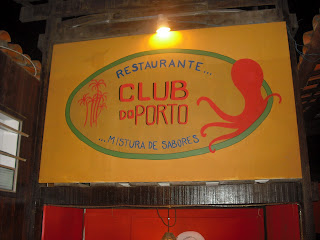 RESTAURANTE...
CLUB
DO PORTO
...MISTURA DE SABORES